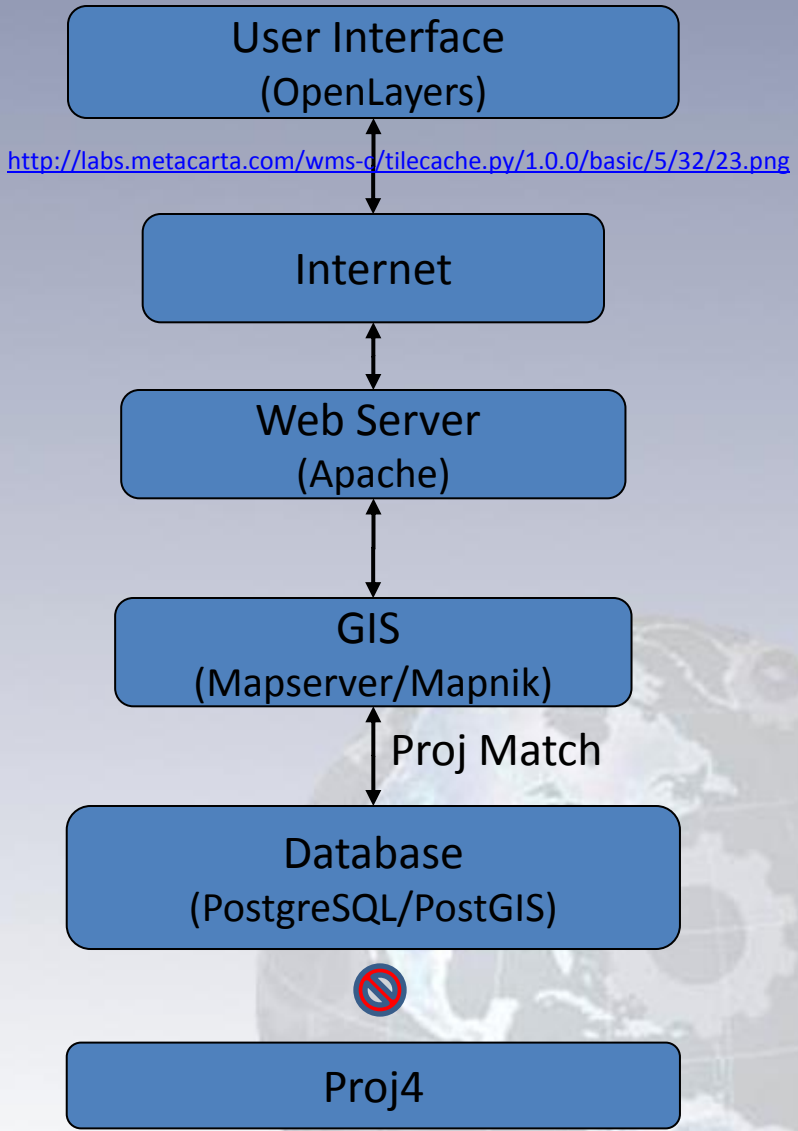 User Interface
(OpenLayers)
http://labs.metacarta.com/wms-c/tilecache.py/1.0.0/basic/5/32/23.png
Internet
Web Server
(Apache)
GIS
(Mapserver/Mapnik)
Proj Match
Database
(PostgreSQL/PostGIS)
Proj4